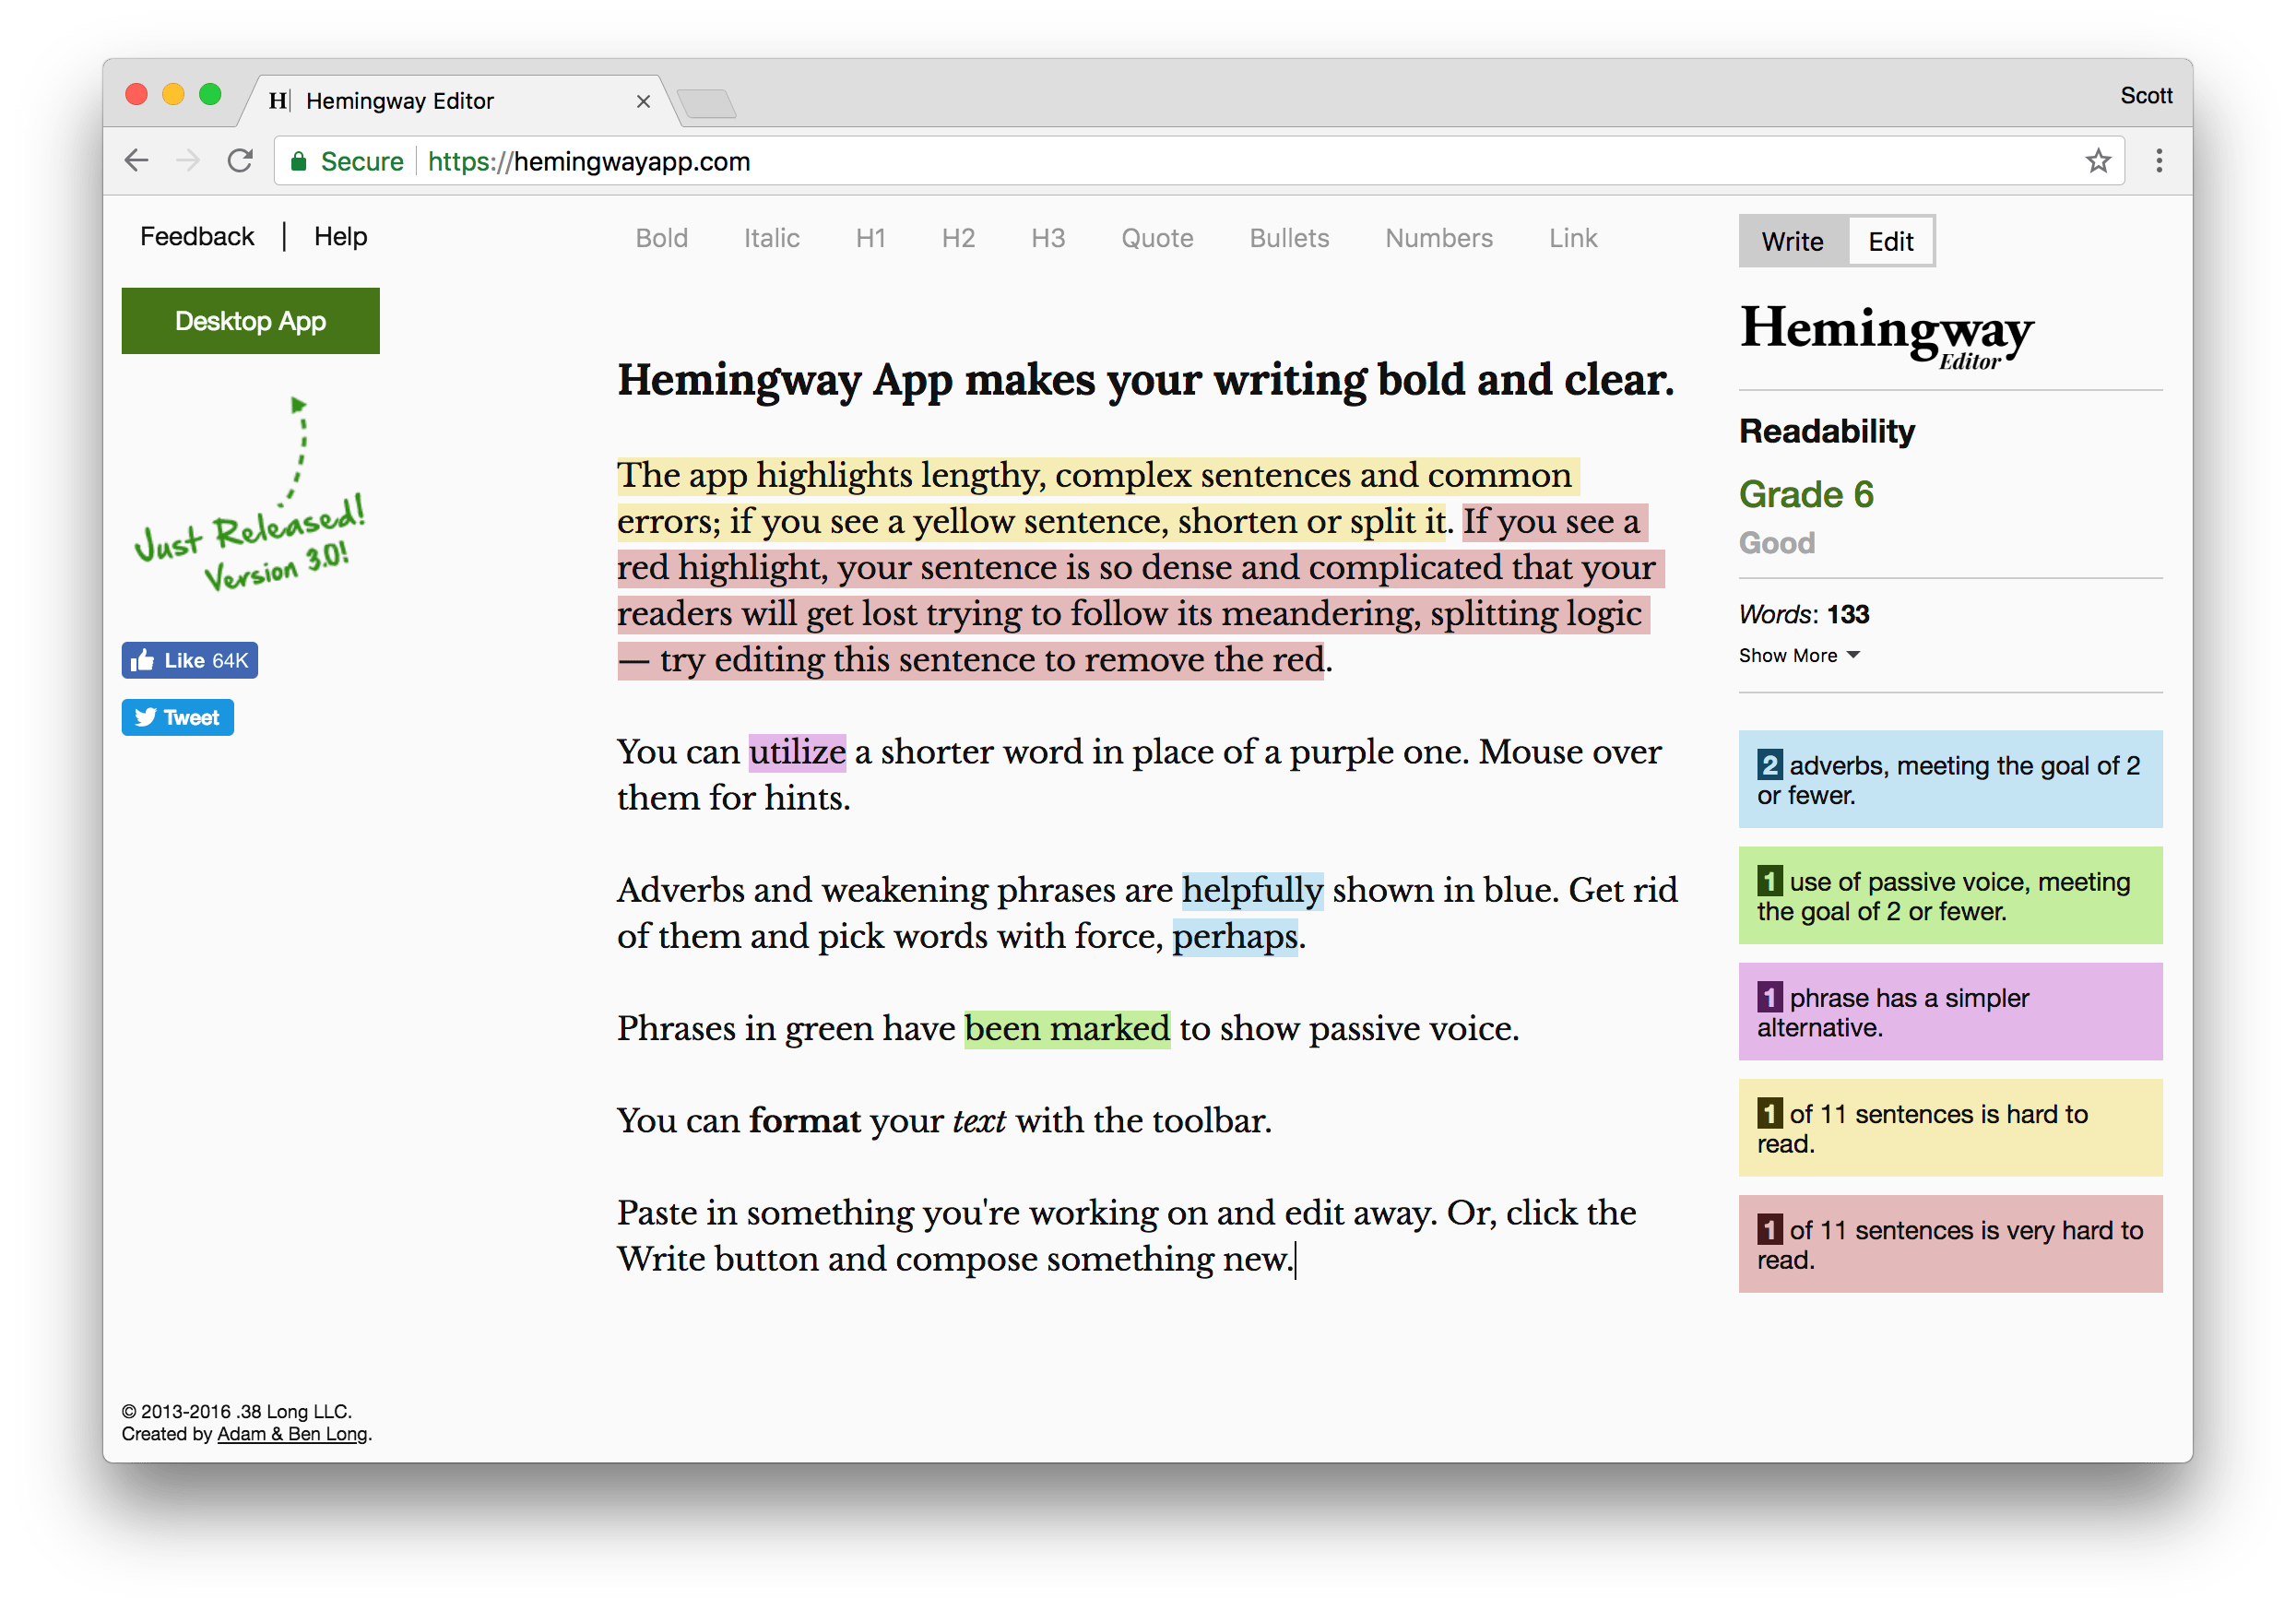 Hemingway Editor
Scott
Secure
https://hemingwayapp.com
Feedback | Help
Bold Italic H1 H2 H3 Quote Bullets Numbers Link
Write Edit
Desktop App
Just Released!
Version 3.0!
Like 64K
Tweet
Hemingway App makes your writing bold and clear.
The app highlights lengthy, complex sentences and common
errors; if you see a yellow sentence, shorten or split it. If you see a
red highlight, your sentence is so dense and complicated that your
readers will get lost trying to follow its meandering, splitting logic
— try editing this sentence to remove the red.
You can utilize a shorter word in place of a purple one. Mouse over
them for hints.
Adverbs and weakening phrases are helpfully shown in blue. Get rid
of them and pick words with force, perhaps.
Phrases in green have been marked to show passive voice.
You can format your text with the toolbar.
Paste in something you're working on and edit away. Or, click the
Write button and compose something new.
Hemingway
Editor
Readability
Grade 6
Good
Words: 133
Show More
2 adverbs, meeting the goal of 2
or fewer.
1 use of passive voice, meeting
the goal of 2 or fewer.
1 phrase has a simpler
alternative.
1 of 11 sentences is hard to
read.
1 of 11 sentences is very hard to
read.
© 2013-2016 .38 Long LLC.
Created by Adam & Ben Long.